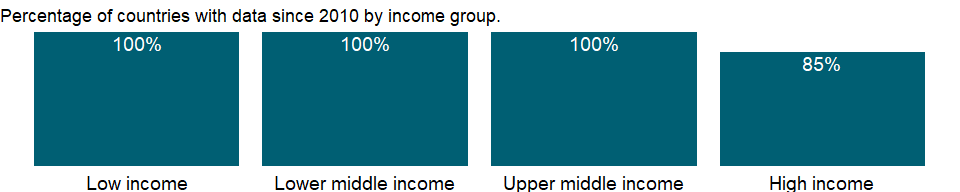 Percentage of countries with data since 2010 by income group.
100% 100% 100% 85%
Low income Lower middle income Upper middle income High income